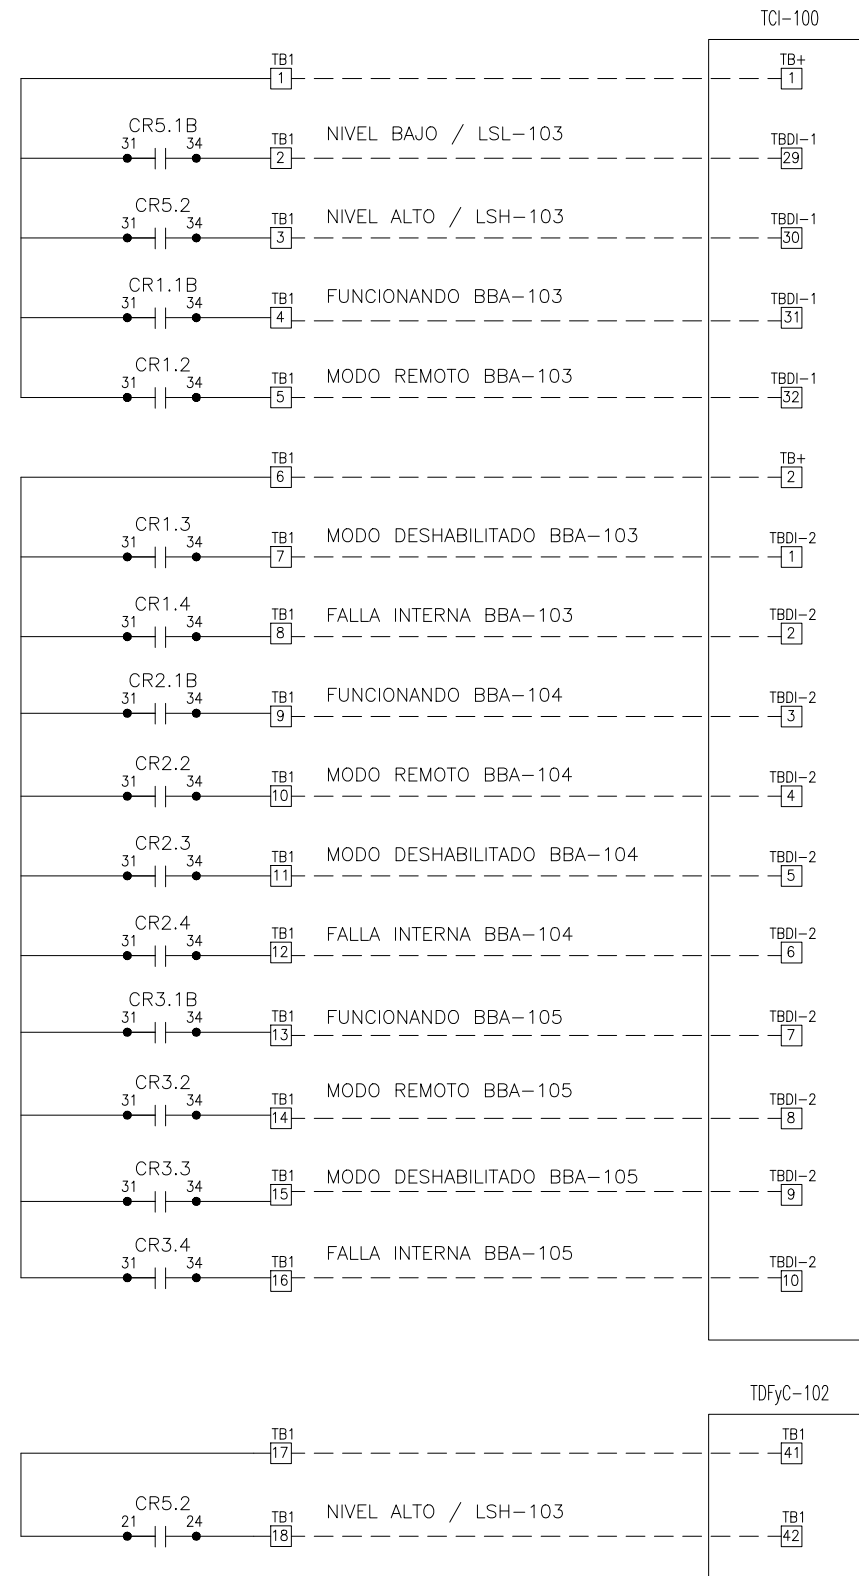 TCI-100
TB1 TB+
1 1
CR5.1B
31 34 TB1 NIVEL BAJO / LSL-103 TBDI-1
2 29
CR5.2
31 34 TB1 NIVEL ALTO / LSH-103 TBDI-1
3 30
CR1.1B
31 34 TB1 FUNCIONANDO BBA-103 TBDI-1
4 31
CR1.2
31 34 TB1 MODO REMOTO BBA-103 TBDI-1
5 32
TB1 TB+
6 2
CR1.3
31 34 TB1 MODO DESHABILITADO BBA-103 TBDI-2
7 1
CR1.4
31 34 TB1 FALLA INTERNA BBA-103 TBDI-2
8 2
CR2.1B
31 34 TB1 FUNCIONANDO BBA-104 TBDI-2
9 3
CR2.2
31 34 TB1 MODO REMOTO BBA-104 TBDI-2
10 4
CR2.3
31 34 TB1 MODO DESHABILITADO BBA-104 TBDI-2
11 5
CR2.4
31 34 TB1 FALLA INTERNA BBA-104 TBDI-2
12 6
CR3.1B
31 34 TB1 FUNCIONANDO BBA-105 TBDI-2
13 7
CR3.2
31 34 TB1 MODO REMOTO BBA-105 TBDI-2
14 8
CR3.3
31 34 TB1 MODO DESHABILITADO BBA-105 TBDI-2
15 9
CR3.4
31 34 TB1 FALLA INTERNA BBA-105 TBDI-2
16 10
TDFyC-102
TB1 TB1
17 41
CR5.2
21 24 TB1 NIVEL ALTO / LSH-103 TB1
18 42